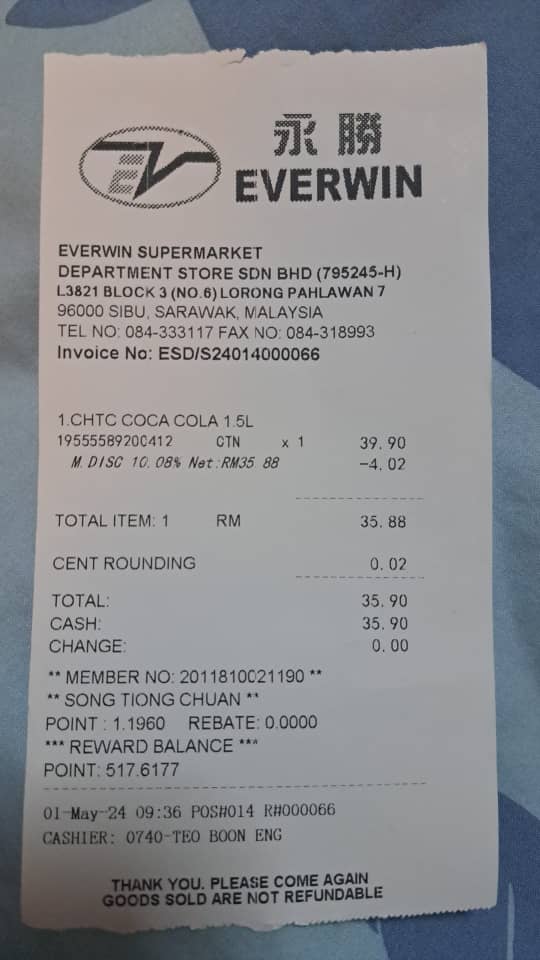 永勝
EV
EVERWIN
EVERWIN SUPERMARKET
DEPARTMENT STORE SDN BHD (795245-H)
L3821 BLOCK 3 (NO.6) LORONG PAHLAWAN 7
96000 SIBU, SARAWAK, MALAYSIA
TEL NO: 084-333117 FAX NO: 084-318993
Invoice No: ESD/S24014000066
1.CHTC COCA COLA 1.5L
19555589200412 CTN x 1 39.90
M.DISC 10.08% Net:RM35.88 -4.02
TOTAL ITEM: 1 RM 35.88
CENT ROUNDING 0.02
TOTAL: 35.90
CASH: 35.90
CHANGE: 0.00
** MEMBER NO: 2011810021190 **
** SONG TIONG CHUAN **
POINT : 1.1960 REBATE: 0.0000
*** REWARD BALANCE ***
POINT: 517.6177
01-May-24 09:36 POS#014 R#000066
CASHIER: 0740-TEO BOON ENG
THANK YOU. PLEASE COME AGAIN
GOODS SOLD ARE NOT REFUNDABLE